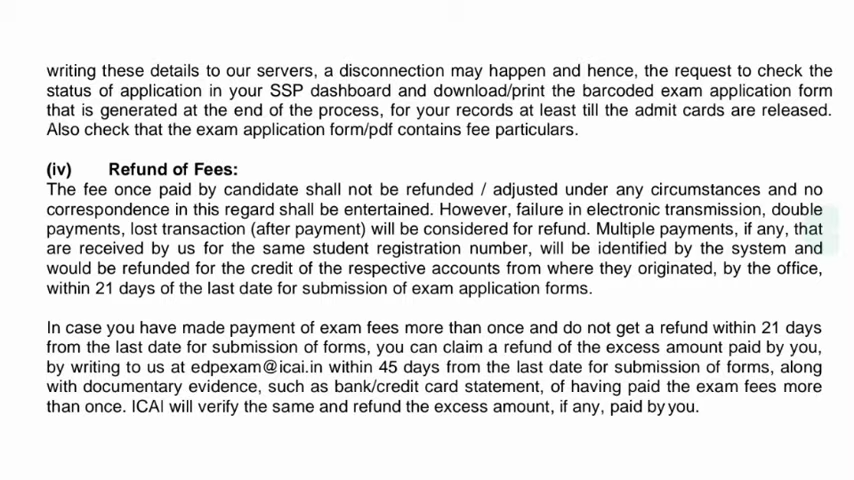 writing these details to our servers, a disconnection may happen and hence, the request to check the
status of application in your SSP dashboard and download/print the barcoded exam application form
that is generated at the end of the process, for your records at least till the admit cards are released.
Also check that the exam application form/pdf contains fee particulars.
(iv) Refund of Fees:
The fee once paid by candidate shall not be refunded / adjusted under any circumstances and no
correspondence in this regard shall be entertained. However, failure in electronic transmission, double
payments, lost transaction (after payment) will be considered for refund. Multiple payments, if any, that
are received by us for the same student registration number, will be identified by the system and
would be refunded for the credit of the respective accounts from where they originated, by the office,
within 21 days of the last date for submission of exam application forms.
In case you have made payment of exam fees more than once and do not get a refund within 21 days
from the last date for submission of forms, you can claim a refund of the excess amount paid by you,
by writing to us at edpexam@icai.in within 45 days from the last date for submission of forms, along
with documentary evidence, such as bank/credit card statement, of having paid the exam fees more
than once. ICAI will verify the same and refund the excess amount, if any, paid by you.